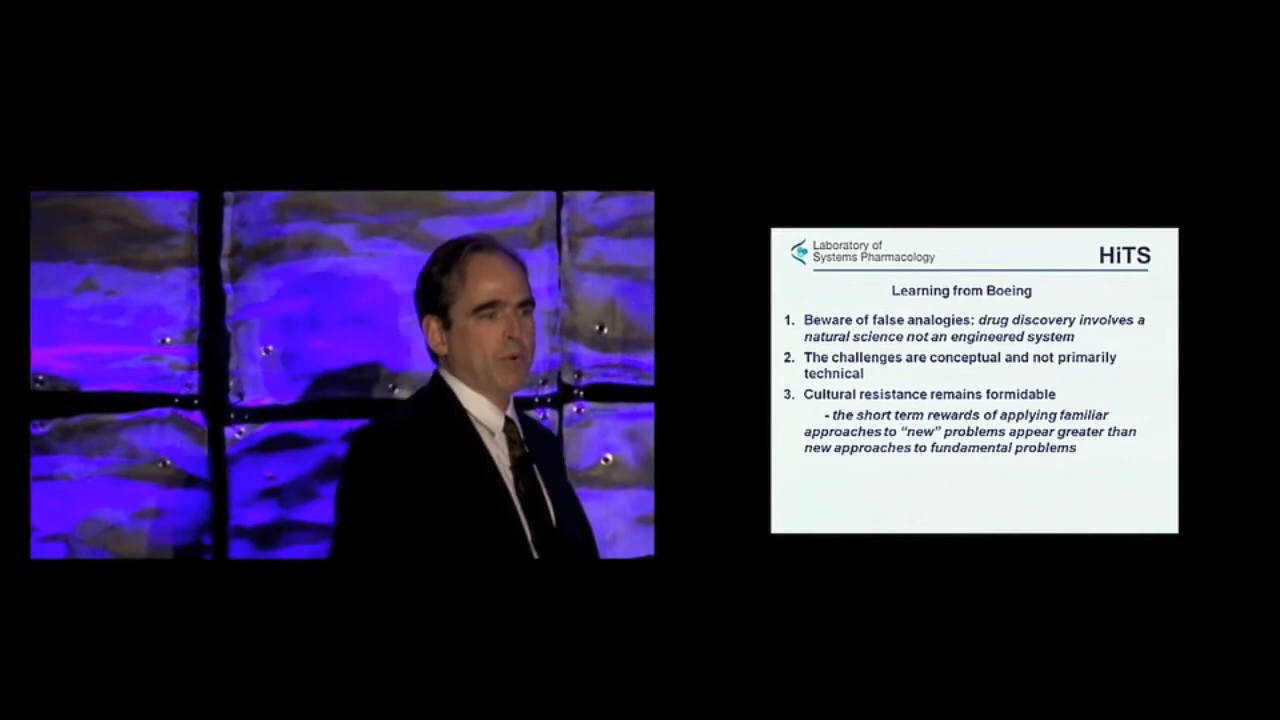 Laboratory of
Systems Pharmacology
HiTS
Learning from Boeing
1. Beware of false analogies; drug discovery involves a
natural science not an engineered system
2. The challenges are conceptual and not primarily
technical
3. Cultural resistance remains formidable
- the short term rewards of applying familiar
approaches to “new” problems appear greater than
new approaches to fundamental problems